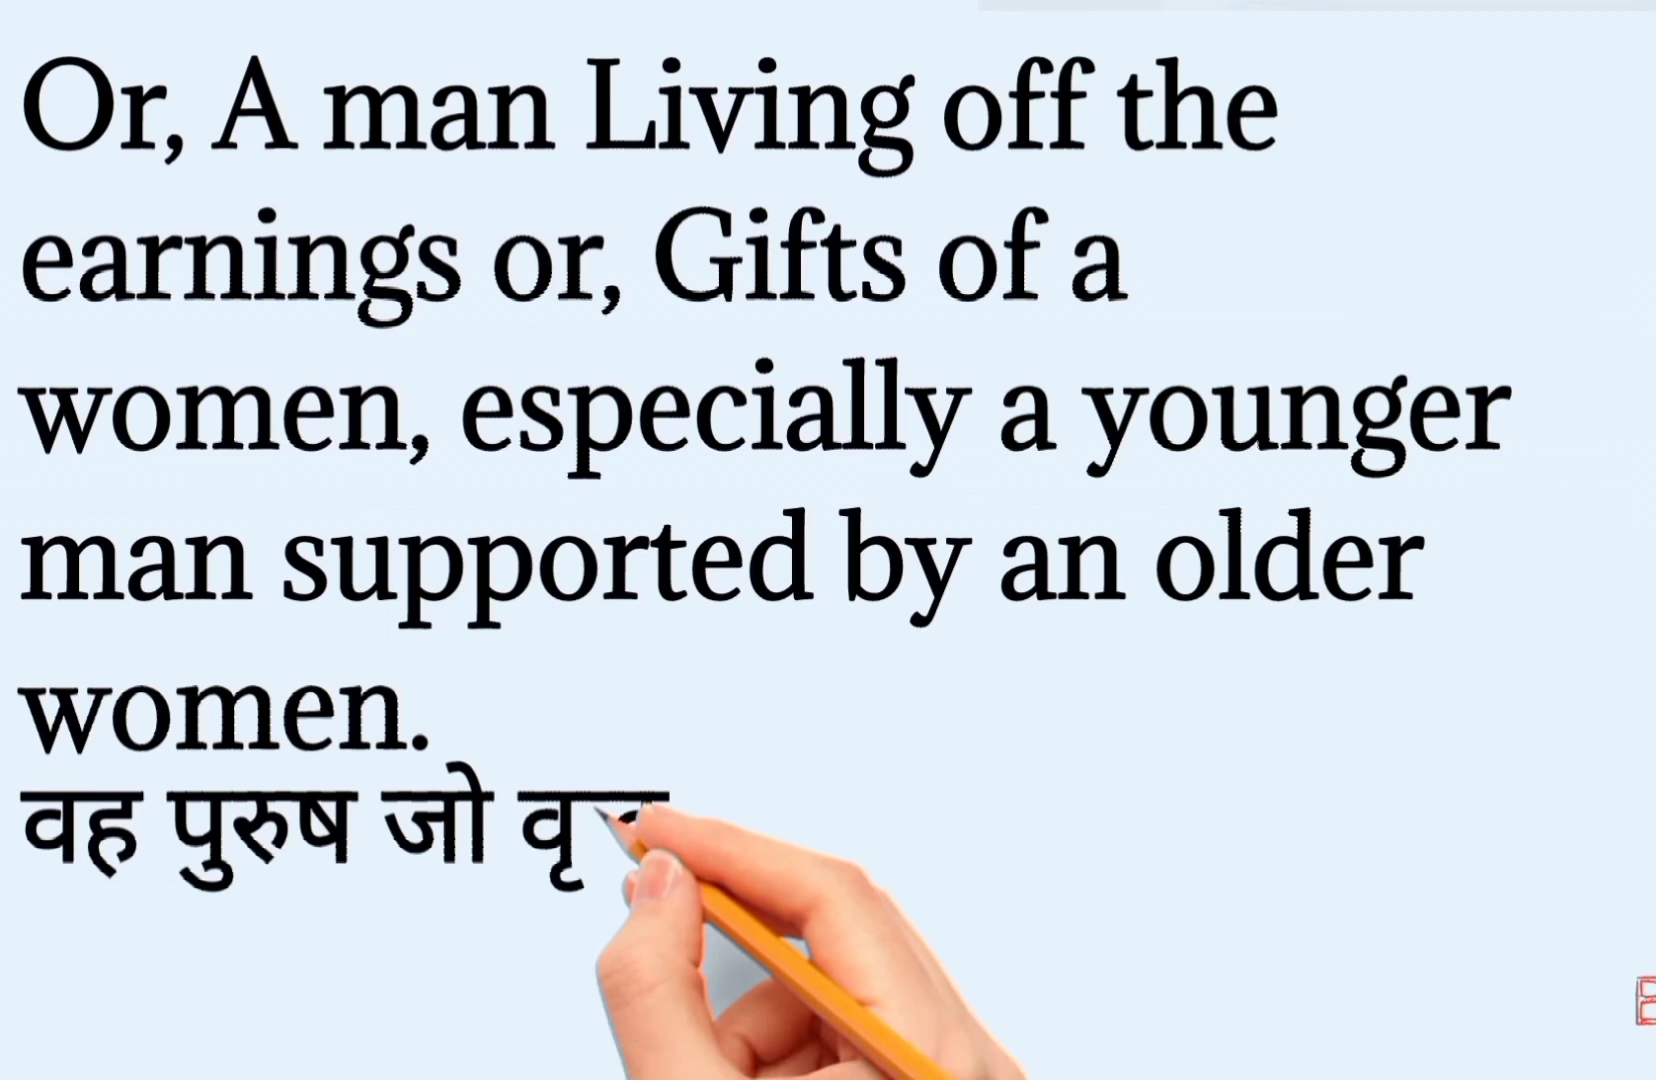 Or, A man Living off the
earnings or, Gifts of a
women, especially a younger
man supported by an older
women.
वह पुरुष जो